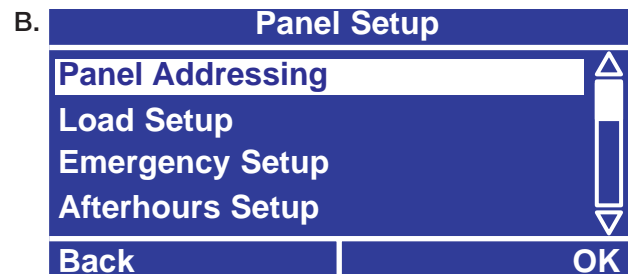 B. Panel Setup
Panel Addressing
Load Setup
Emergency Setup
Afterhours Setup
Back OK